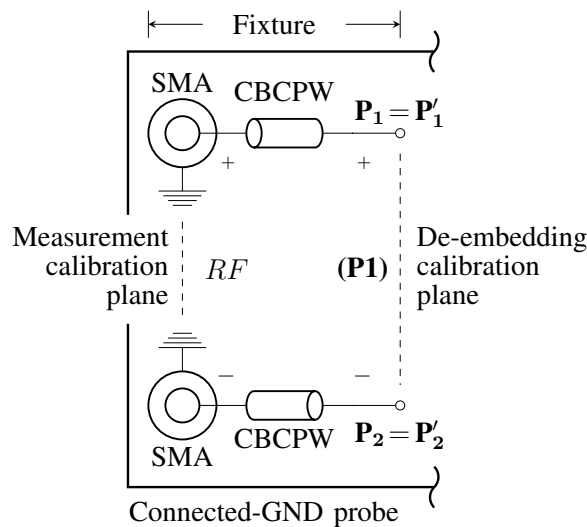 Fixture
SMA
CBCPW
P₁ = P′₁
+ +
Measurement
calibration
plane
RF
(P1)
De-embedding
calibration
plane
− −
CBCPW
P₂ = P′₂
SMA
Connected-GND probe